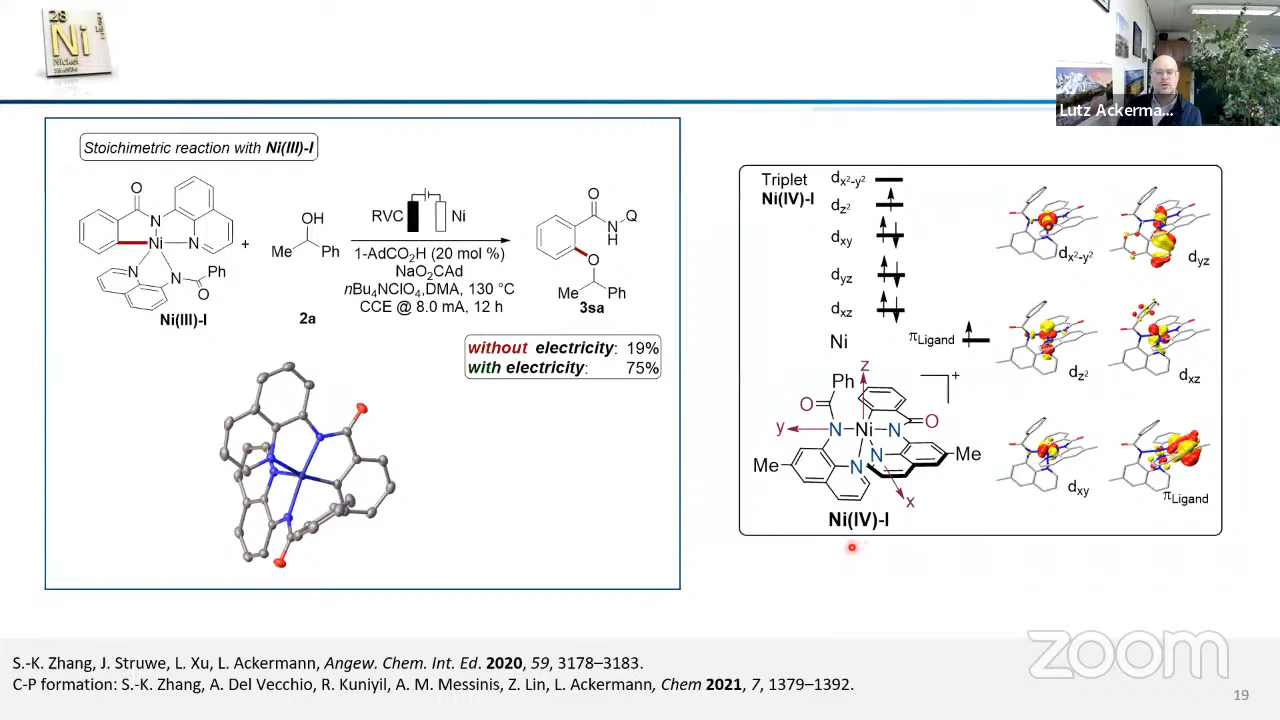 28
Ni
Nickel
Lutz Ackerma...
Stoichimetric reaction with Ni(III)-I
O
N
Ni
N
N
N
Ph
O
Ni(III)-I
+
OH
Me
Ph
2a
RVC
Ni
1-AdCO2H (20 mol %)
NaO2CAd
nBu4NClO4,DMA, 130 °C
CCE @ 8.0 mA, 12 h
O
Q
N
H
O
Me
Ph
3sa
without electricity: 19%
with electricity: 75%
Triplet
Ni(IV)-I
dx2-y2
dz2
dxy
dyz
dxz
Ni
πLigand
Ph
z
+
O
O
y
N
Ni
N
Me
N
N
Me
x
Ni(IV)-I
dx2-y2
dyz
dz2
dxz
dxy
πLigand
S.-K. Zhang, J. Struwe, L. Xu, L. Ackermann, Angew. Chem. Int. Ed. 2020, 59, 3178–3183.
C-P formation: S.-K. Zhang, A. Del Vecchio, R. Kuniyil, A. M. Messinis, Z. Lin, L. Ackermann, Chem 2021, 7, 1379–1392.
zoom
19